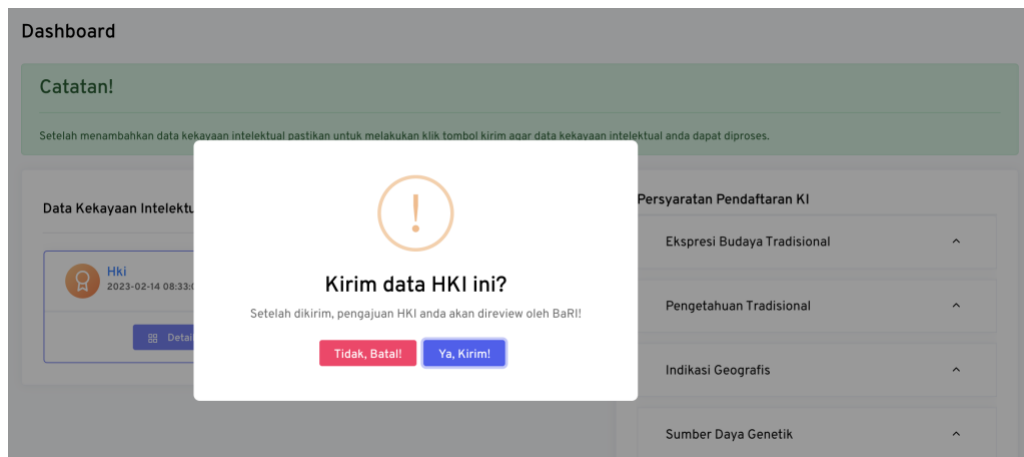 Dashboard
Catatan!
Setelah menambahkan data kekayaan intelektual pastikan untuk melakukan klik tombol kirim agar data kekayaan intelektual anda dapat diproses.
Data Kekayaan Intelektu
Hki
2023-02-14 08:33:
Detai
Kirim data HKI ini?
Setelah dikirim, pengajuan HKI anda akan direview oleh BaRI!
Tidak, Batal!
Ya, Kirim!
Persyaratan Pendaftaran KI
Ekspresi Budaya Tradisional
Pengetahuan Tradisional
Indikasi Geografis
Sumber Daya Genetik